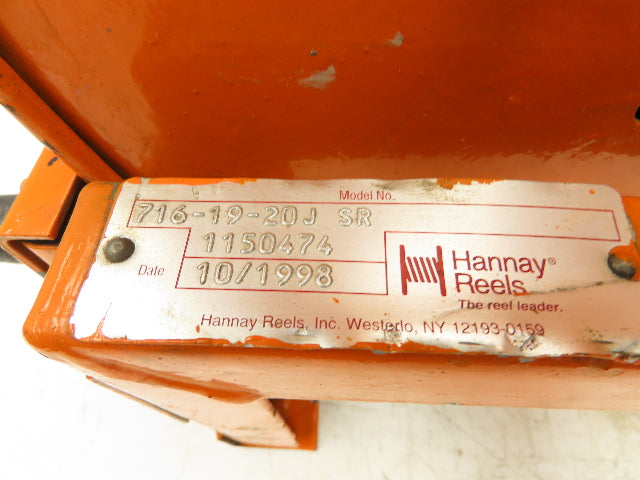 Model No.
716-19-20J SR
1150474
Date 10/1998
Hannay®
Reels
The reel leader.
Hannay Reels, Inc. Westerlo, NY 12193-0159